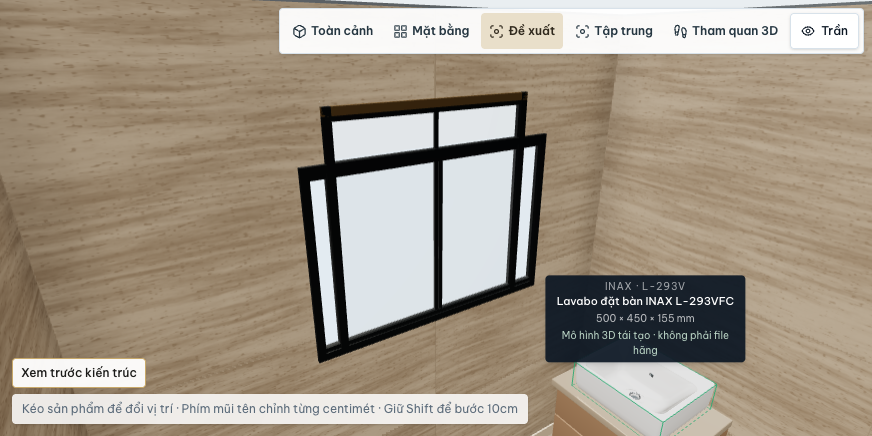 Toàn cảnh Mặt bằng Đề xuất Tập trung Tham quan 3D Trần
INAX · L-293V
Lavabo đặt bàn INAX L-293VFC
500 × 450 × 155 mm
Mô hình 3D tái tạo · không phải file
hãng
Xem trước kiến trúc
Kéo sản phẩm để đổi vị trí · Phím mũi tên chỉnh từng centimét · Giữ Shift để bước 10cm